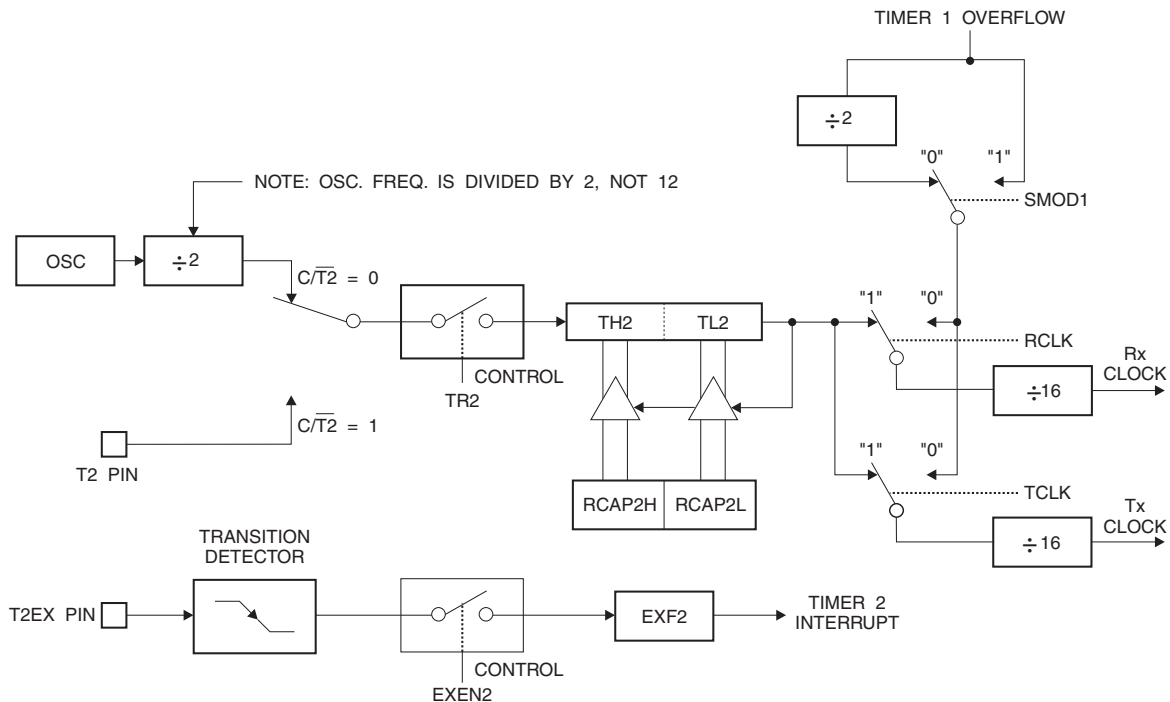 TIMER 1 OVERFLOW
÷2
"0" "1"
NOTE: OSC. FREQ. IS DIVIDED BY 2, NOT 12
SMOD1
OSC
÷2
C/T2̅ = 0
"1" "0"
TH2 TL2
RCLK
Rx
CLOCK
CONTROL
TR2
÷16
C/T2̅ = 1
"1" "0"
T2 PIN
RCAP2H RCAP2L
TCLK
Tx
CLOCK
TRANSITION
DETECTOR
÷16
T2EX PIN
EXF2
TIMER 2
INTERRUPT
CONTROL
EXEN2